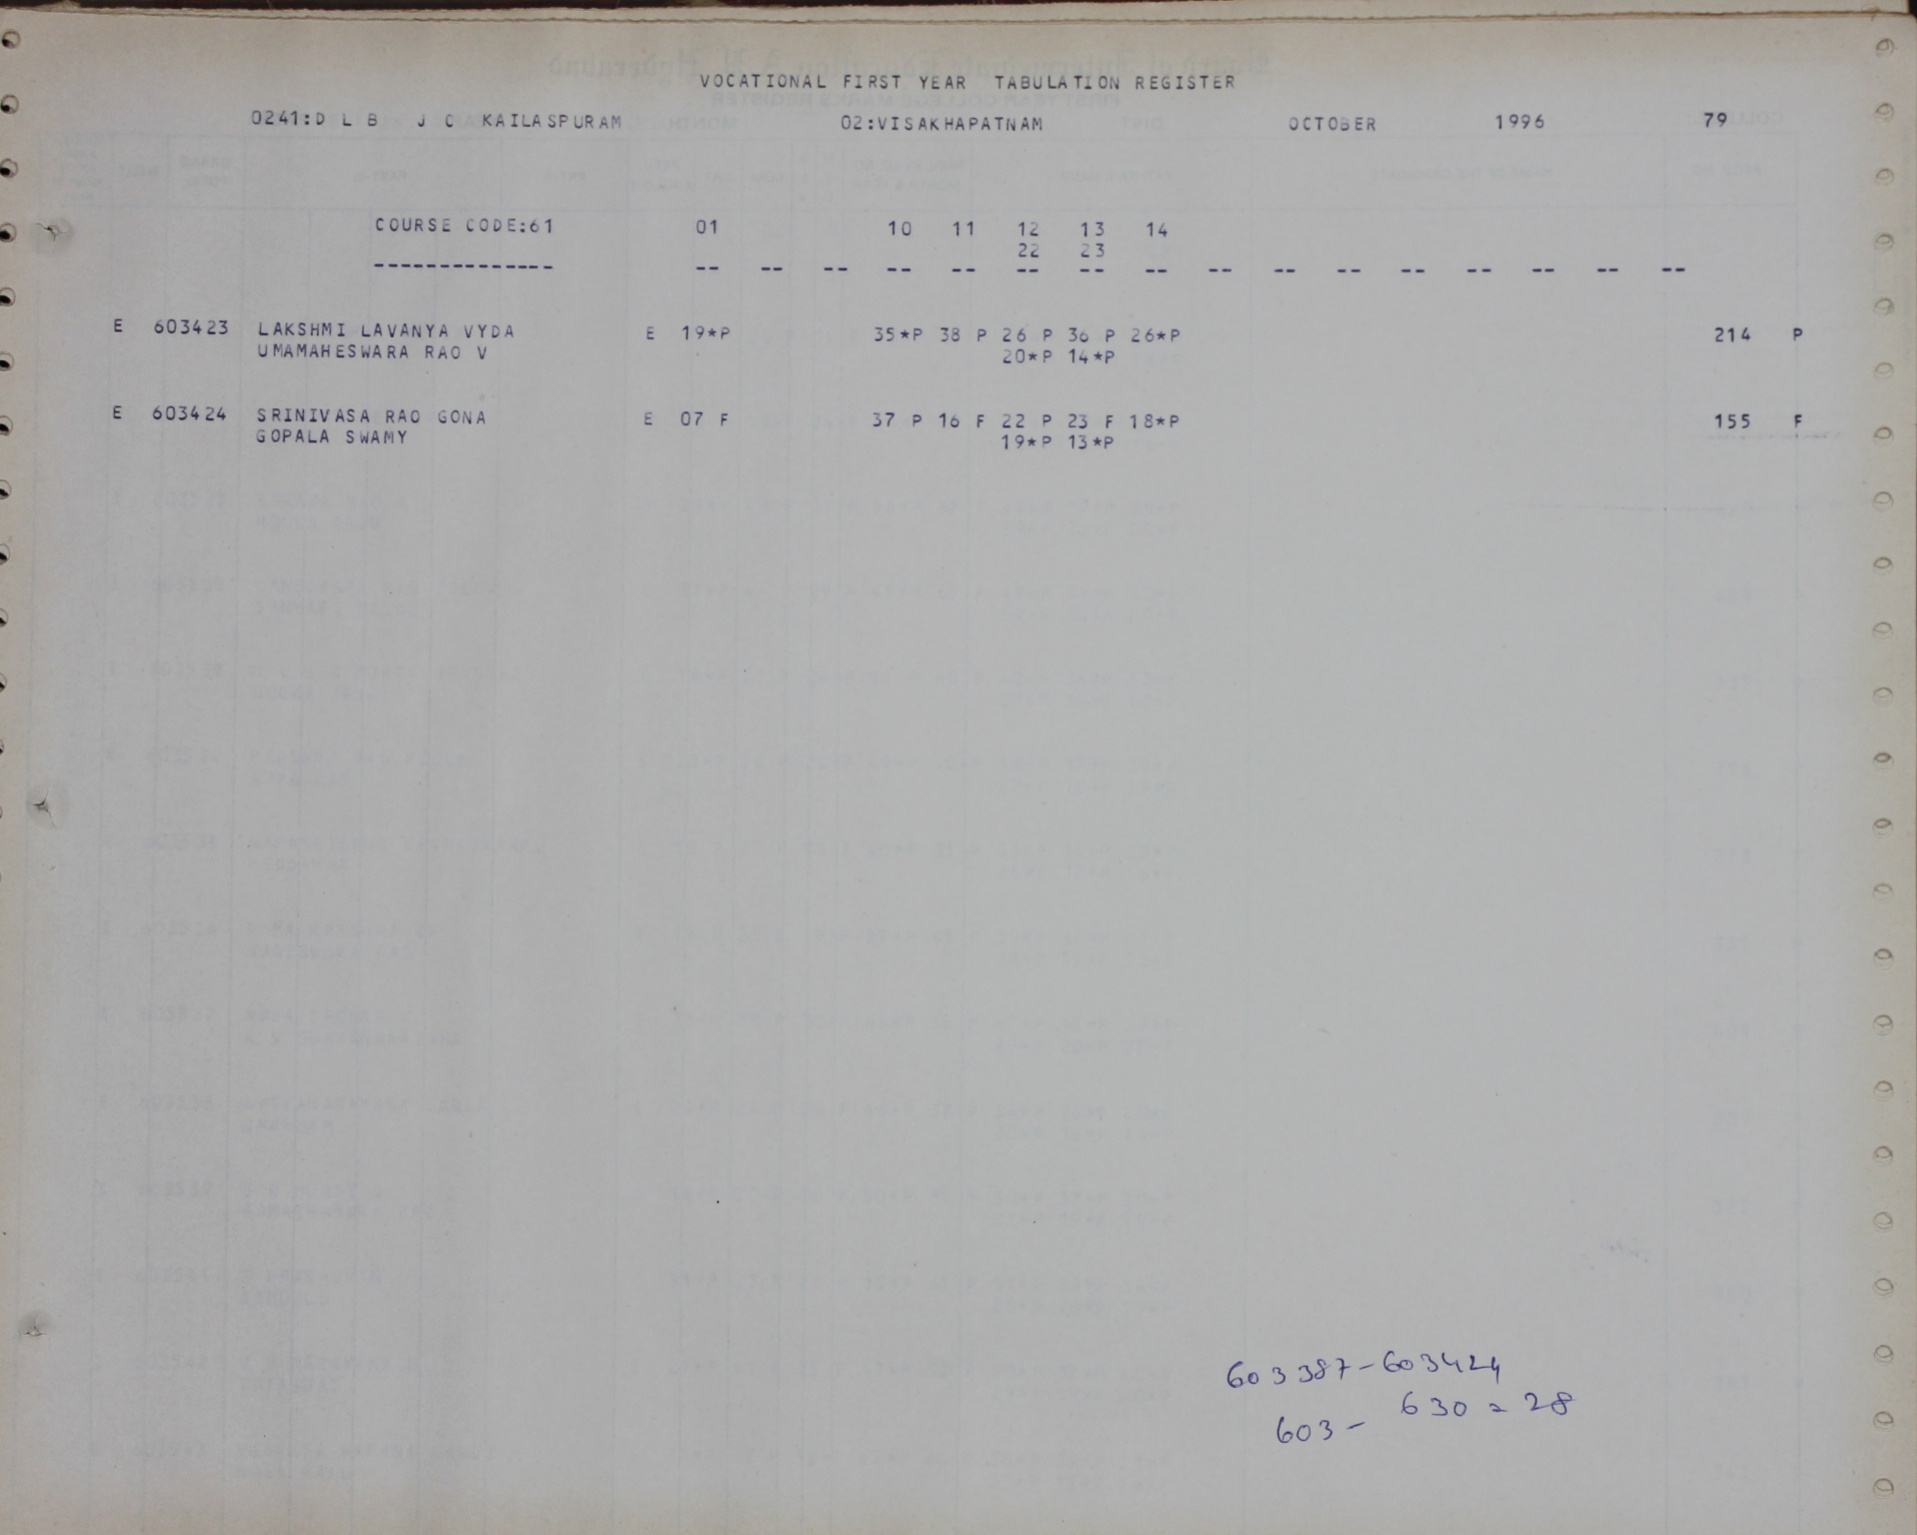 VOCATIONAL FIRST YEAR TABULATION REGISTER
0241:D L B J C KAILASPURAM 02:VISAKHAPATNAM OCTOBER 1996 79
COURSE CODE:61 01 10 11 12 13 14
22 23
-------------- -- -- -- -- -- -- -- -- -- -- -- -- -- -- -- --
E 603423 LAKSHMI LAVANYA VYDA E 19*P 35*P 38 P 26 P 36 P 26*P 214 P
UMAMAHESWARA RAO V 20*P 14*P
E 603424 SRINIVASA RAO GONA E 07 F 37 P 16 F 22 P 23 F 18*P 155 F
GOPALA SWAMY 19*P 13*P
603387-603424
603- 630 = 28